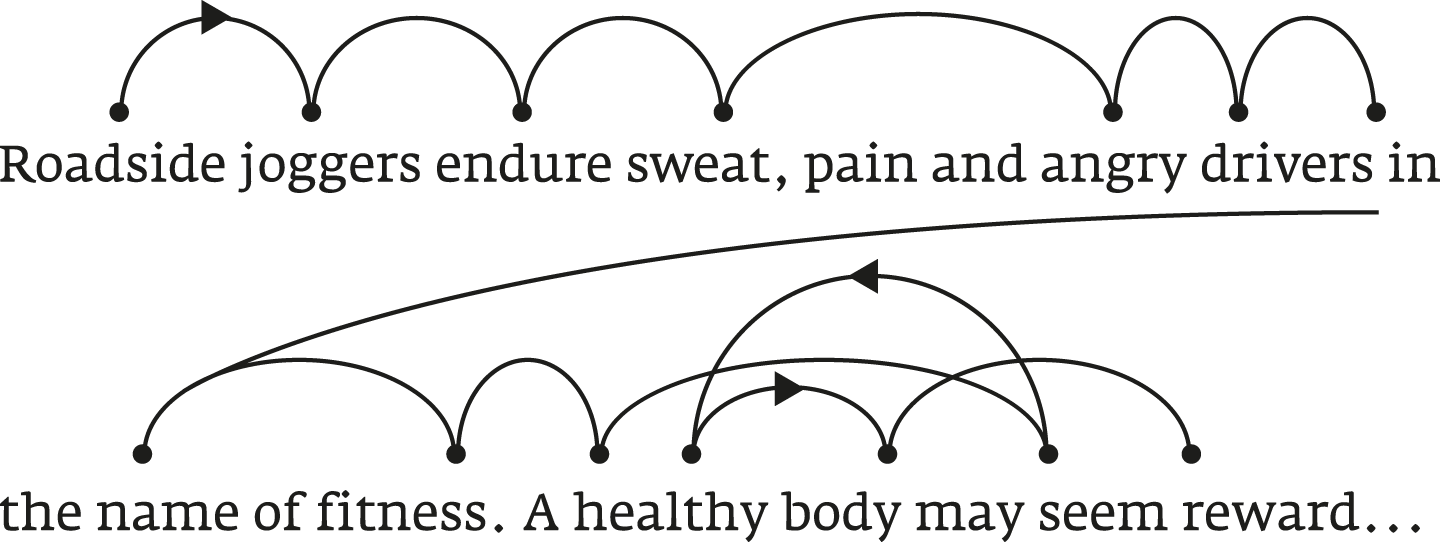 Roadside joggers endure sweat, pain and angry drivers in
the name of fitness. A healthy body may seem reward...